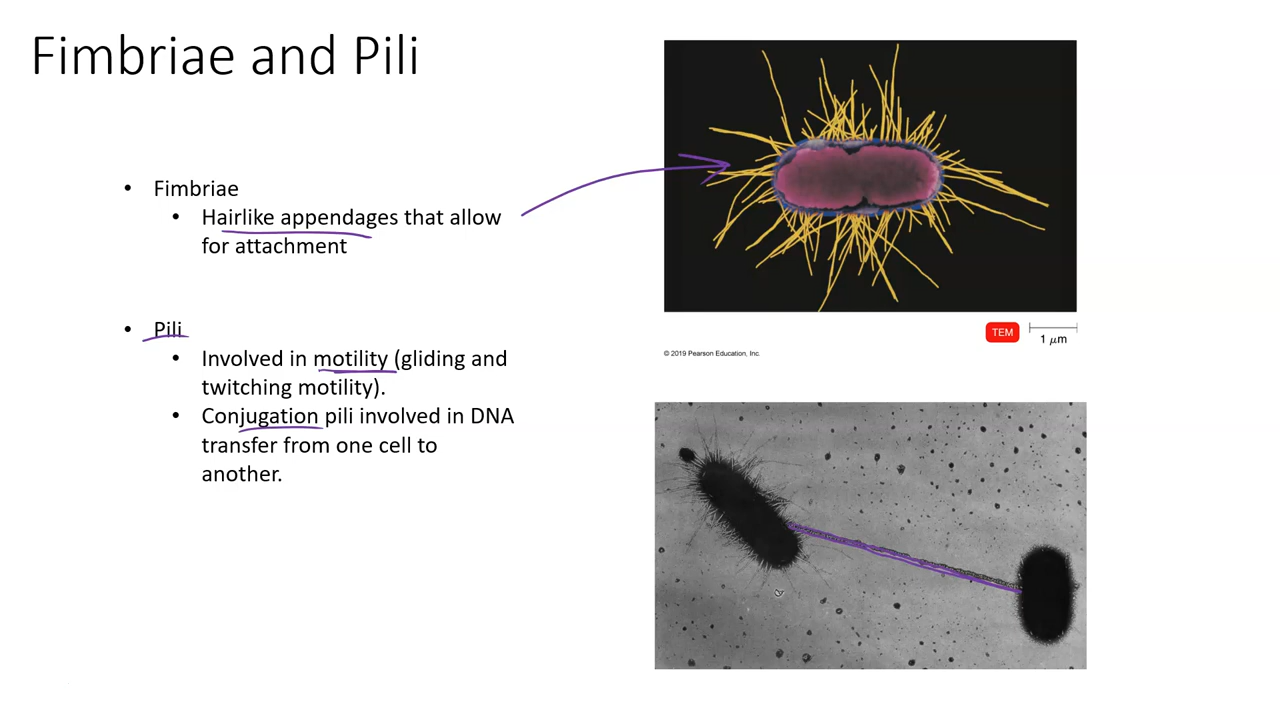 Fimbriae and Pili
• Fimbriae
• Hairlike appendages that allow
for attachment
• Pili
• Involved in motility (gliding and
twitching motility).
• Conjugation pili involved in DNA
transfer from one cell to
another.
TEM
1 μm
© 2019 Pearson Education, Inc.